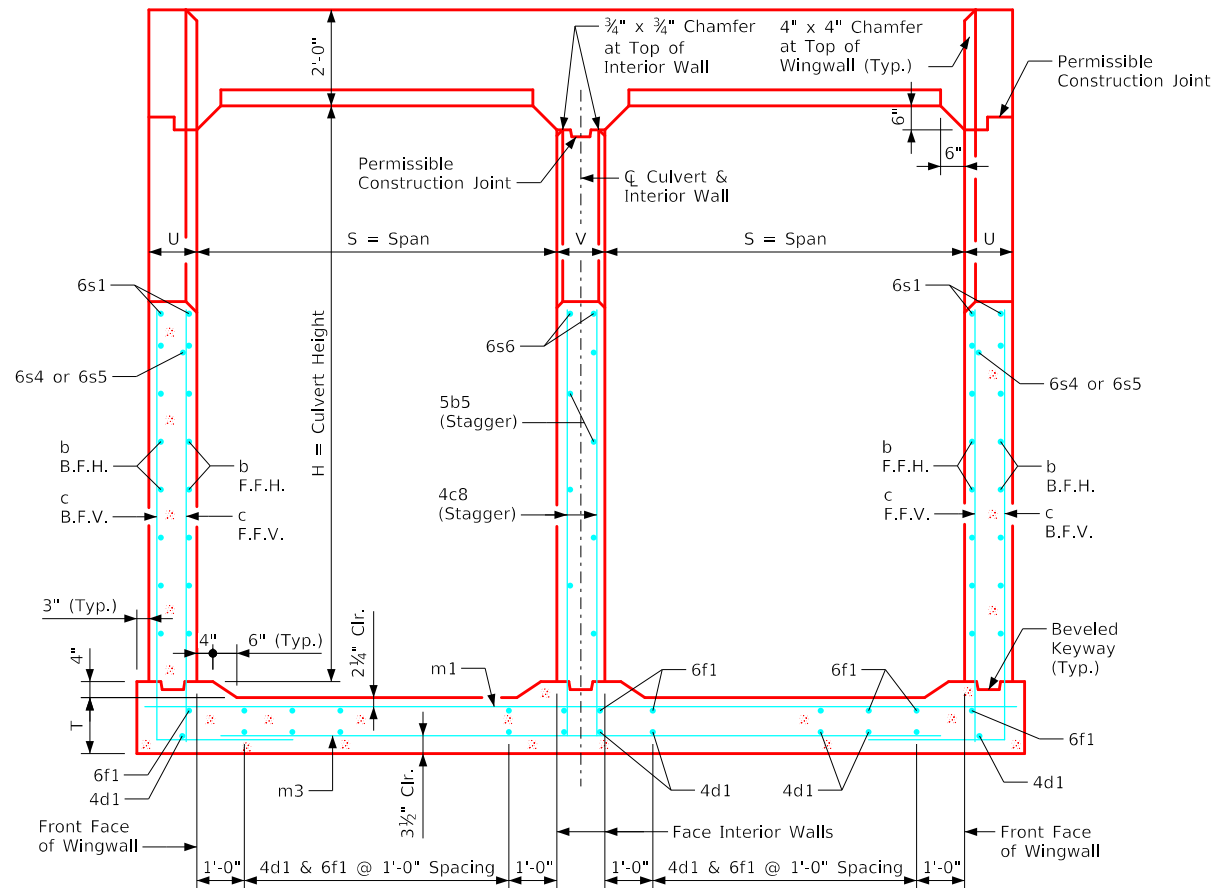 ¾" x ¾" Chamfer
at Top of
Interior Wall
4" x 4" Chamfer
at Top of
Wingwall (Typ.)
Permissible
Construction Joint
2'-0"
6"
6"
Permissible
Construction Joint
℄ Culvert &
Interior Wall
U
S = Span
V
S = Span
U
6s1
6s1
6s6
6s4 or 6s5
6s4 or 6s5
H = Culvert Height
5b5
(Stagger)
b
B.F.H.
b
F.F.H.
b
F.F.H.
b
B.F.H.
4c8
(Stagger)
c
B.F.V.
c
F.F.V.
c
F.F.V.
c
B.F.V.
3" (Typ.)
4"
6" (Typ.)
2¼" Clr.
Beveled
Keyway
(Typ.)
4"
m1
6f1
6f1
T
6f1
6f1
4d1
m3
3½" Clr.
4d1
4d1
4d1
Front Face
of Wingwall
Face Interior Walls
Front Face
of Wingwall
1'-0"
4d1 & 6f1 @ 1'-0" Spacing
1'-0"
1'-0"
4d1 & 6f1 @ 1'-0" Spacing
1'-0"